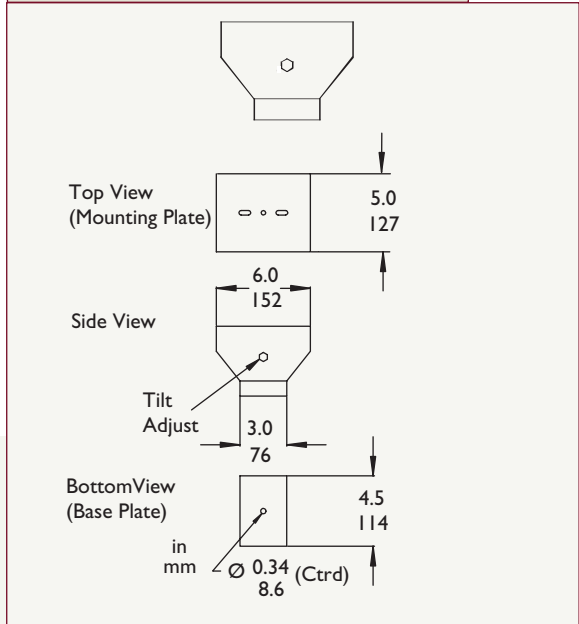 Top View
(Mounting Plate)
5.0
127
6.0
152
Side View
Tilt
Adjust
3.0
76
BottomView
(Base Plate)
4.5
114
in
mm
Ø 0.34 (Ctrd)
8.6